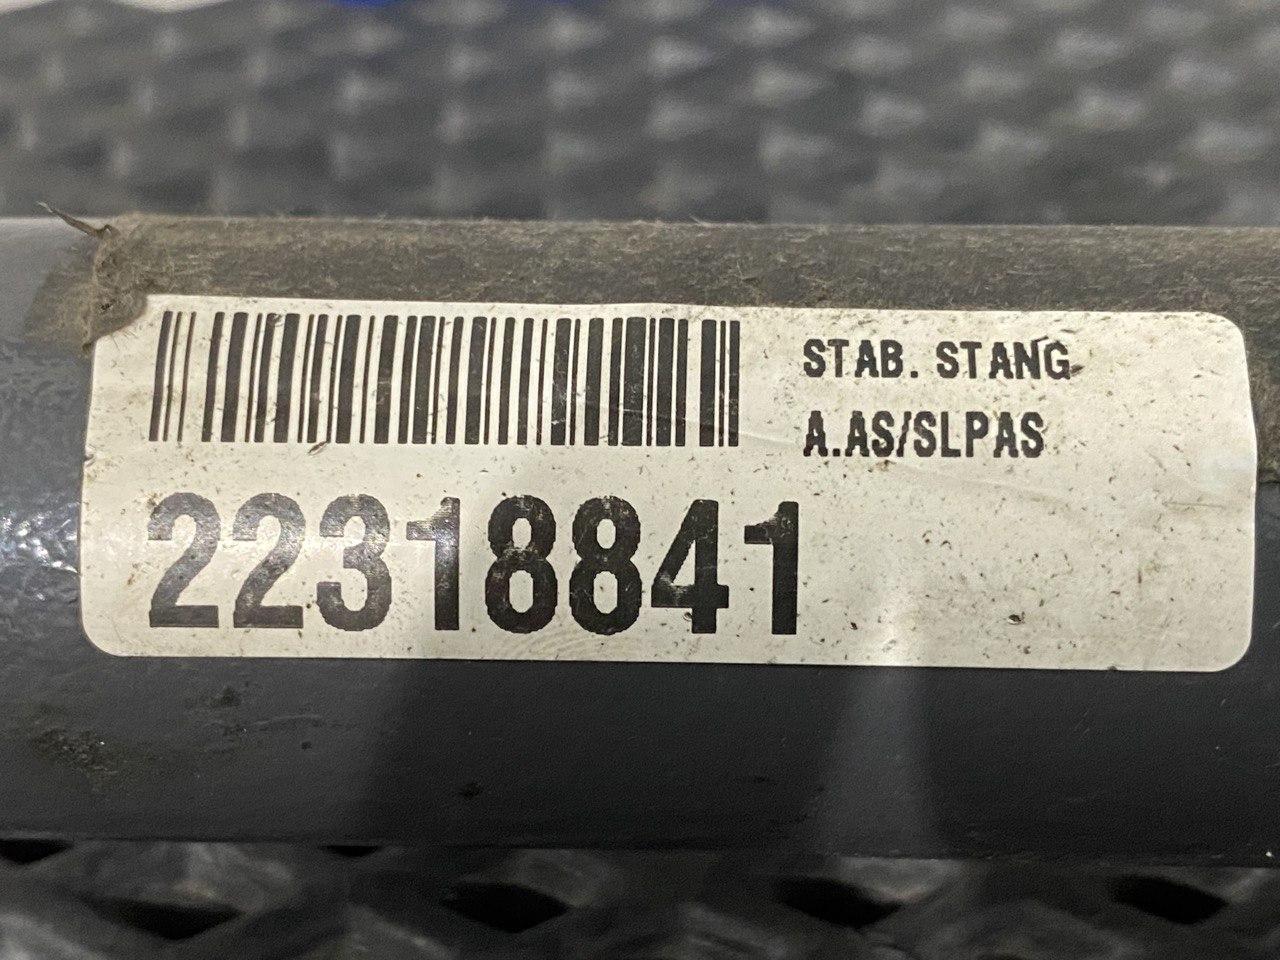 STAB. STANG
A.AS/SLPAS
22318841